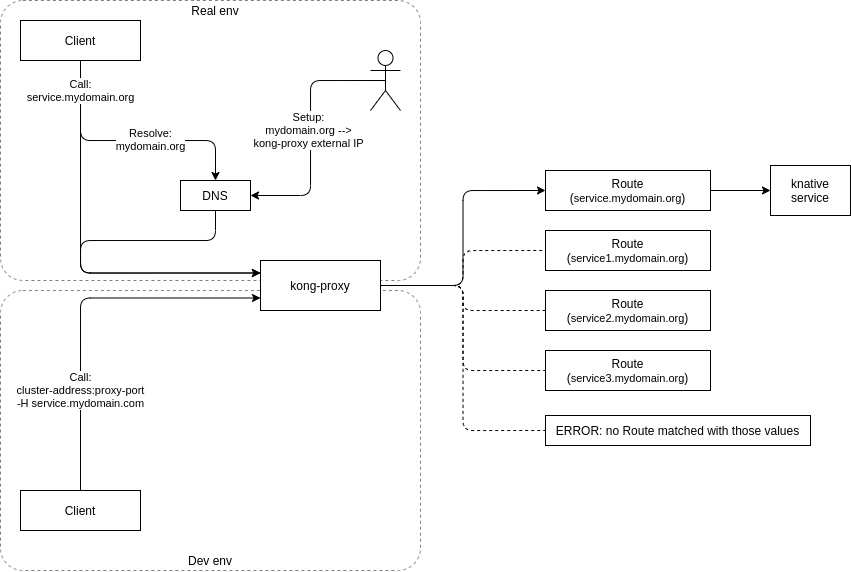 Real env
Client
Call:
service.mydomain.org
Resolve:
mydomain.org
Setup:
mydomain.org -->
kong-proxy external IP
DNS
kong-proxy
Route
(service.mydomain.org)
knative
service
Route
(service1.mydomain.org)
Route
(service2.mydomain.org)
Route
(service3.mydomain.org)
ERROR: no Route matched with those values
Call:
cluster-address:proxy-port
-H service.mydomain.com
Client
Dev env